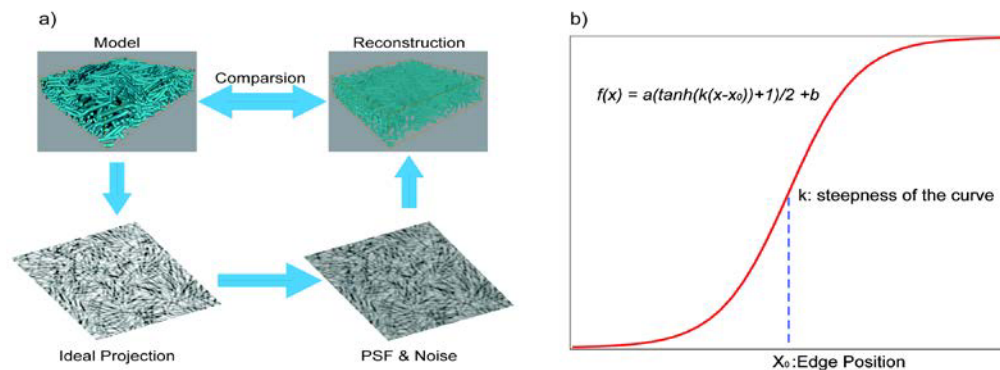 a)
Model
Reconstruction
Comparsion
Ideal Projection
PSF & Noise
b)
f(x) = a(tanh(k(x-x₀))+1)/2 +b
k: steepness of the curve
X₀:Edge Position